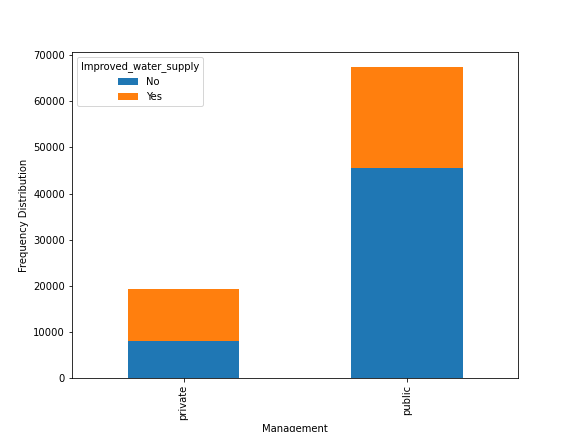 Improved_water_supply
No
Yes
70000
60000
50000
40000
30000
20000
10000
0
Frequency Distribution
private
public
Management